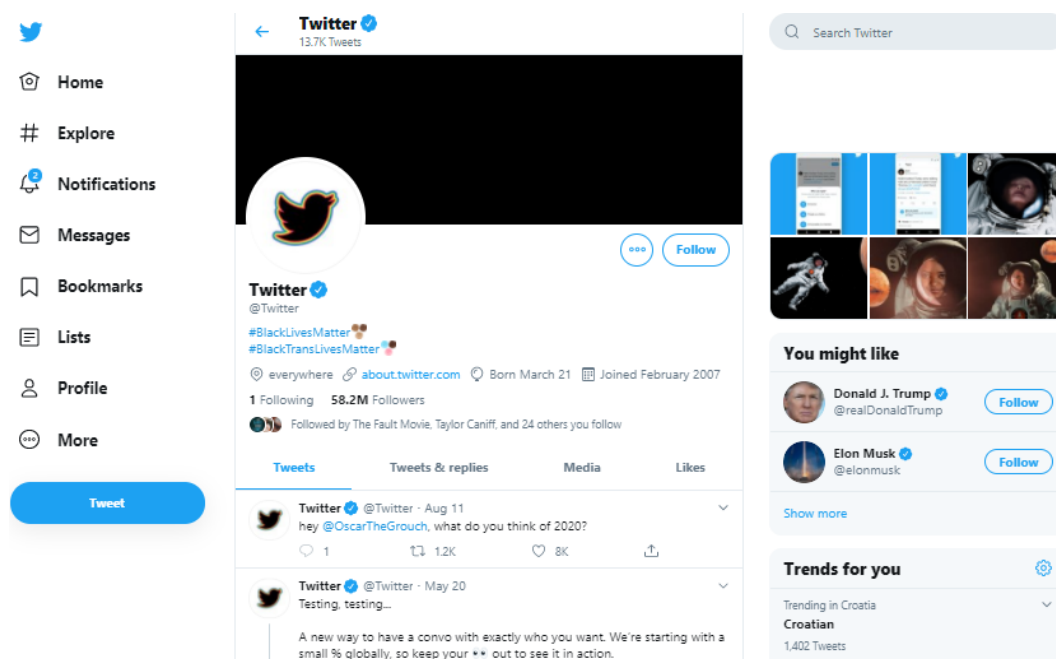 Home
Explore
2
Notifications
Messages
Bookmarks
Lists
Profile
More
Tweet
Twitter
13.7K Tweets
Follow
Twitter
@Twitter
#BlackLivesMatter
#BlackTransLivesMatter
everywhere about.twitter.com Born March 21 Joined February 2007
1 Following 58.2M Followers
Followed by The Fault Movie, Taylor Caniff, and 24 others you follow
Tweets Tweets & replies Media Likes
Twitter @Twitter · Aug 11
hey @OscarTheGrouch, what do you think of 2020?
1 1.2K 8K
Twitter @Twitter · May 20
Testing, testing...
A new way to have a convo with exactly who you want. We're starting with a
small % globally, so keep your 👀 out to see it in action.
Search Twitter
You might like
Donald J. Trump
@realDonaldTrump
Follow
Elon Musk
@elonmusk
Follow
Show more
Trends for you
Trending in Croatia
Croatian
1,402 Tweets